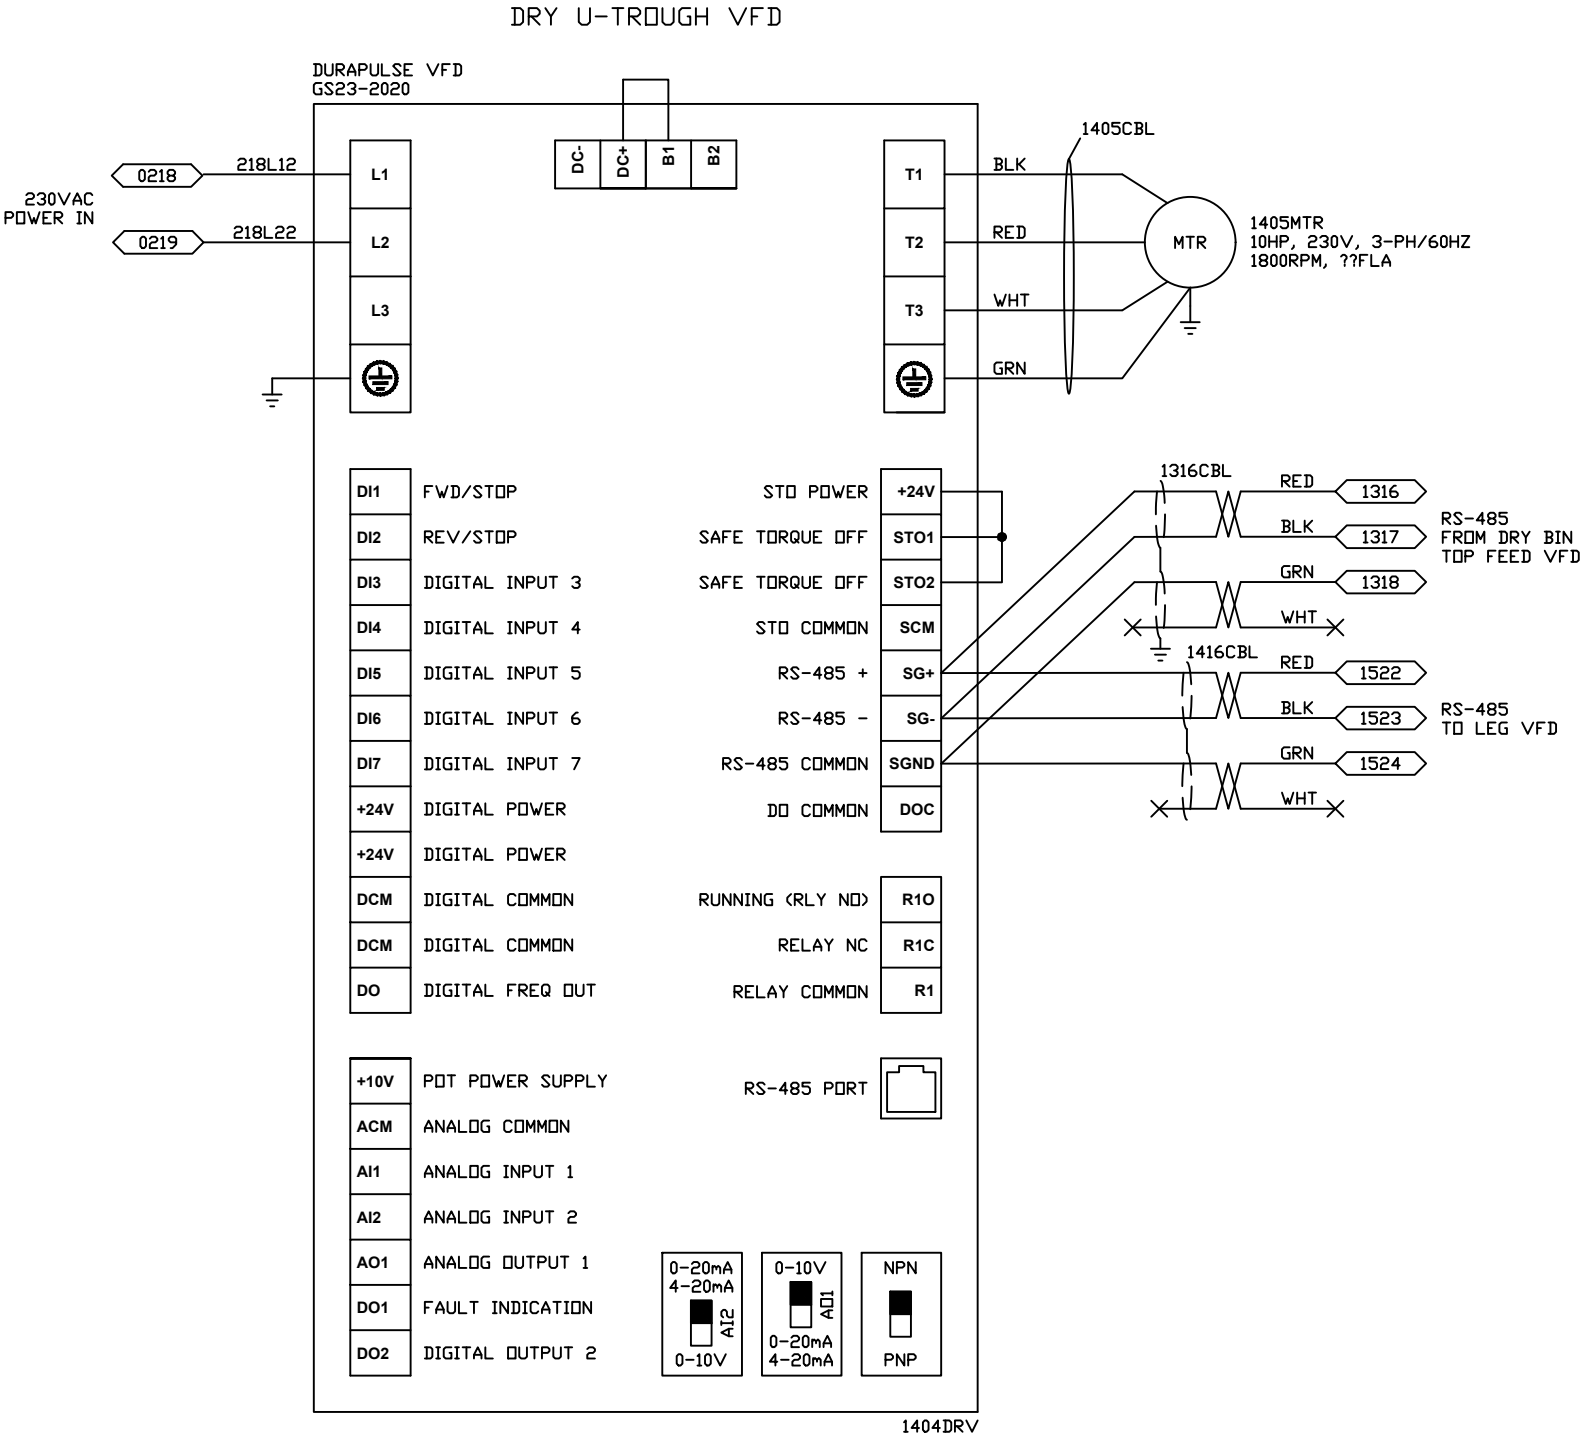 DRY U-TROUGH VFD
DURAPULSE VFD
GS23-2020
230VAC
POWER IN
0218
218L12
L1
0219
218L22
L2
L3
DC-
DC+
B1
B2
T1
BLK
T2
RED
T3
WHT
GRN
1405CBL
MTR
1405MTR
10HP, 230V, 3-PH/60HZ
1800RPM, ??FLA
DI1 FWD/STOP
DI2 REV/STOP
DI3 DIGITAL INPUT 3
DI4 DIGITAL INPUT 4
DI5 DIGITAL INPUT 5
DI6 DIGITAL INPUT 6
DI7 DIGITAL INPUT 7
+24V DIGITAL POWER
+24V DIGITAL POWER
DCM DIGITAL COMMON
DCM DIGITAL COMMON
DO DIGITAL FREQ OUT
STO POWER +24V
SAFE TORQUE OFF STO1
SAFE TORQUE OFF STO2
STO COMMON SCM
RS-485 + SG+
RS-485 - SG-
RS-485 COMMON SGND
DO COMMON DOC
RUNNING (RLY NO) R1O
RELAY NC R1C
RELAY COMMON R1
1316CBL
RED 1316
BLK 1317
GRN 1318
WHT
RS-485
FROM DRY BIN
TOP FEED VFD
1416CBL
RED 1522
BLK 1523
GRN 1524
WHT
RS-485
TO LEG VFD
+10V POT POWER SUPPLY
ACM ANALOG COMMON
AI1 ANALOG INPUT 1
AI2 ANALOG INPUT 2
AO1 ANALOG OUTPUT 1
DO1 FAULT INDICATION
DO2 DIGITAL OUTPUT 2
RS-485 PORT
0-20mA
4-20mA
AI2
0-10V
0-10V
AO1
0-20mA
4-20mA
NPN
PNP
1404DRV